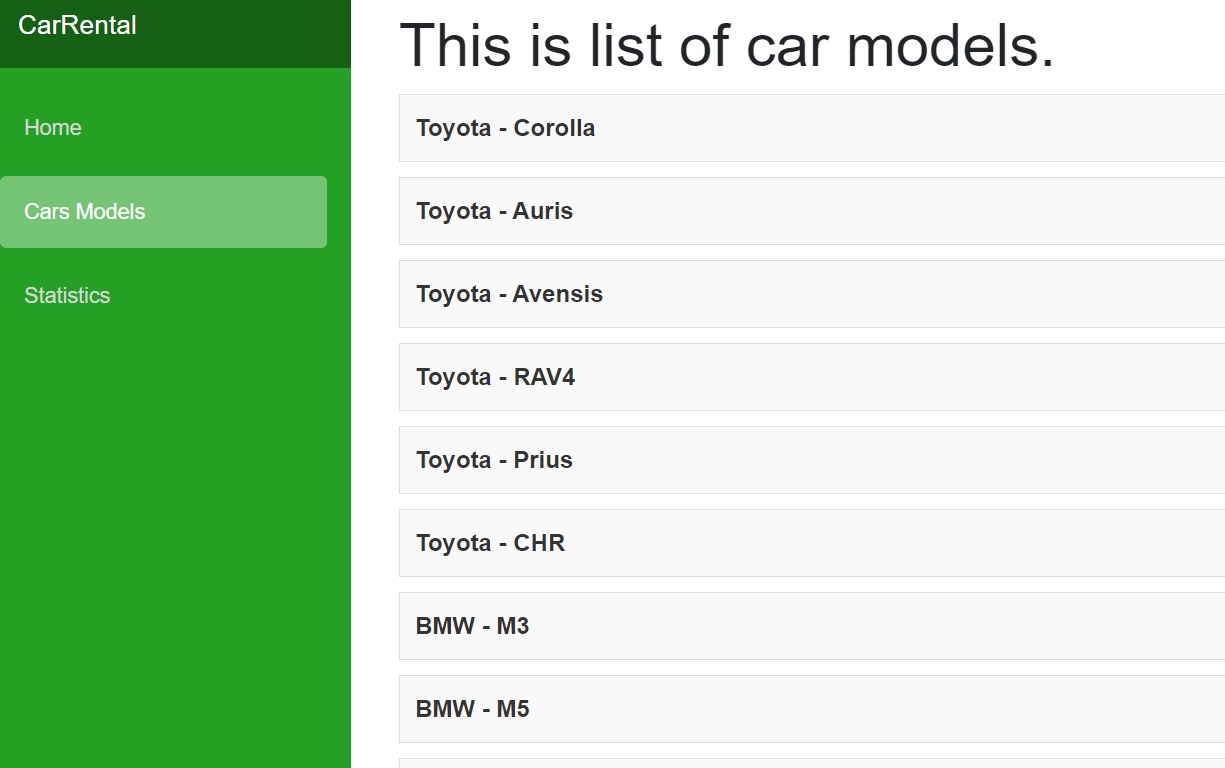 CarRental
Home
Cars Models
Statistics
This is list of car models.
Toyota - Corolla
Toyota - Auris
Toyota - Avensis
Toyota - RAV4
Toyota - Prius
Toyota - CHR
BMW - M3
BMW - M5